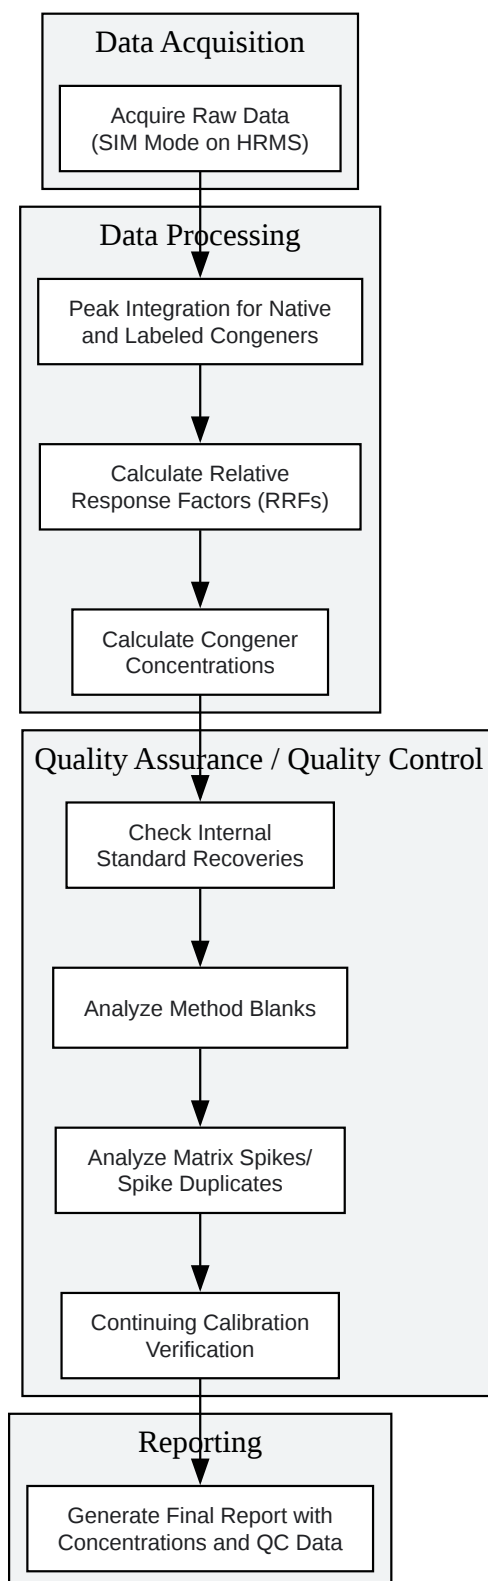 Data Acquisition
Acquire Raw Data
(SIM Mode on HRMS)
Data Processing
Peak Integration for Native
and Labeled Congeners
Calculate Relative
Response Factors (RRFs)
Calculate Congener
Concentrations
Quality Assurance / Quality Control
Check Internal
Standard Recoveries
Analyze Method Blanks
Analyze Matrix Spikes/
Spike Duplicates
Continuing Calibration
Verification
Reporting
Generate Final Report with
Concentrations and QC Data